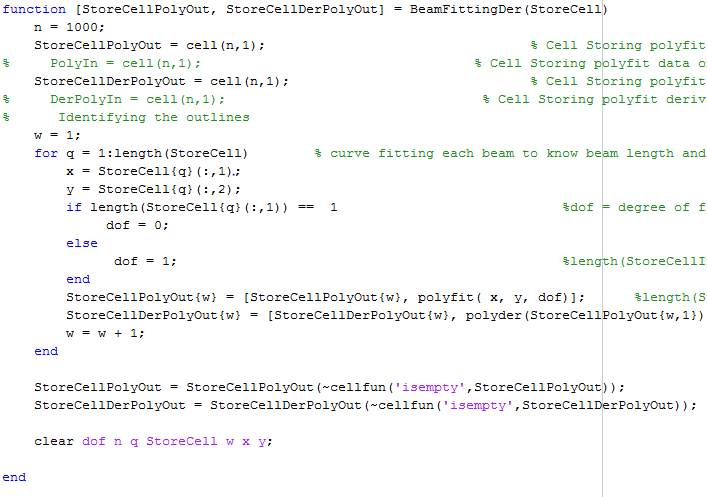 function [StoreCellPolyOut, StoreCellDerPolyOut] = BeamFittingDer(StoreCell)
n = 1000;
StoreCellPolyOut = cell(n,1); % Cell Storing polyfit
% PolyIn = cell(n,1); % Cell Storing polyfit data o
StoreCellDerPolyOut = cell(n,1); % Cell Storing polyfit
% DerPolyIn = cell(n,1); % Cell Storing polyfit deriv
% Identifying the outlines
w = 1;
for q = 1:length(StoreCell) % curve fitting each beam to know beam length and
x = StoreCell{q}(:,1);
y = StoreCell{q}(:,2);
if length(StoreCell{q}(:,1)) == 1 %dof = degree of f
dof = 0;
else
dof = 1; %length(StoreCellI
end
StoreCellPolyOut{w} = [StoreCellPolyOut{w}, polyfit( x, y, dof)]; %length(S
StoreCellDerPolyOut{w} = [StoreCellDerPolyOut{w}, polyder(StoreCellPolyOut{w,1})
w = w + 1;
end
StoreCellPolyOut = StoreCellPolyOut(~cellfun('isempty',StoreCellPolyOut));
StoreCellDerPolyOut = StoreCellDerPolyOut(~cellfun('isempty',StoreCellDerPolyOut));
clear dof n q StoreCell w x y;
end